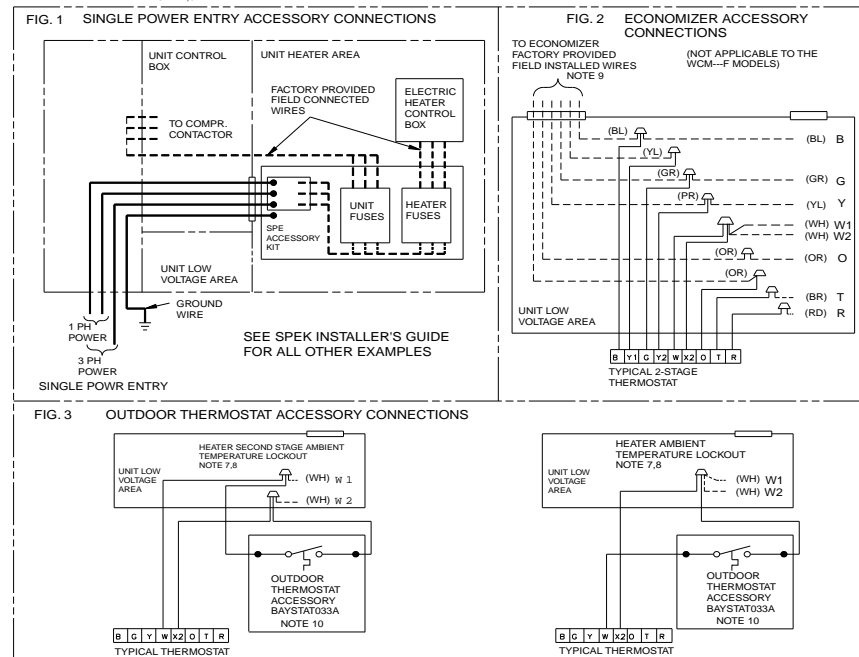 FIG. 1 SINGLE POWER ENTRY ACCESSORY CONNECTIONS
UNIT CONTROL
BOX
UNIT HEATER AREA
FACTORY PROVIDED
FIELD CONNECTED
WIRES
ELECTRIC
HEATER
CONTROL
BOX
TO COMPR.
CONTACTOR
UNIT
FUSES
HEATER
FUSES
SPE
ACCESSORY
KIT
UNIT LOW
VOLTAGE AREA
GROUND
WIRE
1 PH
POWER
3 PH
POWER
SINGLE POWR ENTRY
SEE SPEK INSTALLER'S GUIDE
FOR ALL OTHER EXAMPLES
FIG. 2 ECONOMIZER ACCESSORY
CONNECTIONS
TO ECONOMIZER
FACTORY PROVIDED
FIELD INSTALLED WIRES
NOTE 9
(NOT APPLICABLE TO THE
WCM---F MODELS)
(BL)
(BL) B
(YL)
(GR)
(GR) G
(PR)
(YL) Y
(WH) W1
(WH) W2
(OR)
(OR) O
(OR)
(BR) T
(RD) R
UNIT LOW
VOLTAGE AREA
B Y1 G Y2 W X2 O T R
TYPICAL 2-STAGE
THERMOSTAT
FIG. 3 OUTDOOR THERMOSTAT ACCESSORY CONNECTIONS
HEATER SECOND STAGE AMBIENT
TEMPERATURE LOCKOUT
NOTE 7,8
UNIT LOW
VOLTAGE
AREA
(WH) W 1
(WH) W 2
OUTDOOR
THERMOSTAT
ACCESSORY
BAYSTAT033A
NOTE 10
B G Y W X2 O T R
TYPICAL THERMOSTAT
HEATER AMBIENT
TEMPERATURE LOCKOUT
NOTE 7,8
UNIT LOW
VOLTAGE
AREA
(WH) W1
(WH) W2
OUTDOOR
THERMOSTAT
ACCESSORY
BAYSTAT033A
NOTE 10
B G Y W X2 O T R
TYPICAL THERMOSTAT